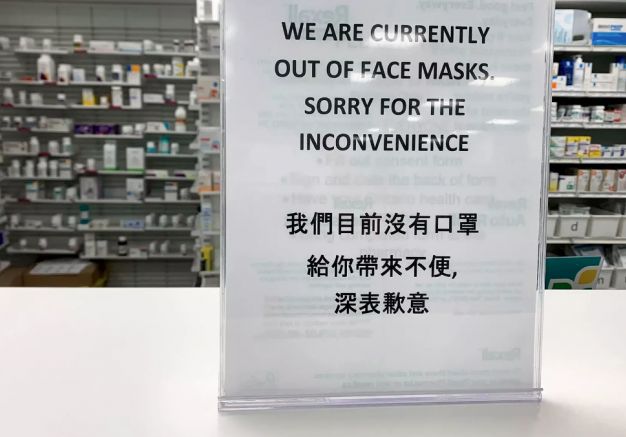 WE ARE CURRENTLY
OUT OF FACE MASKS.
SORRY FOR THE
INCONVENIENCE
我們目前沒有口罩
給你帶來不便,
深表歉意